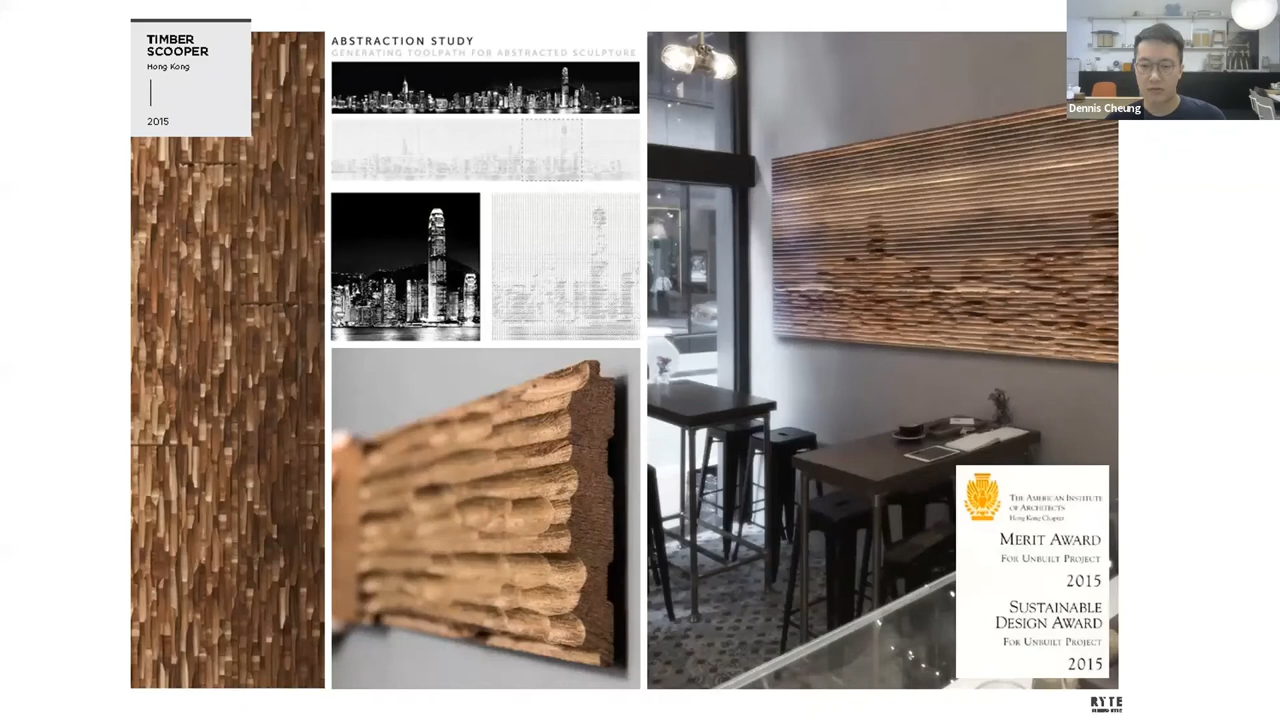 TIMBER
SCOOPER
Hong Kong
2015
ABSTRACTION STUDY
GENERATING TOOLPATH FOR ABSTRACTED SCULPTURE
Dennis Cheung
THE AMERICAN INSTITUTE
OF ARCHITECTS
Hong Kong Chapter
MERIT AWARD
FOR UNBUILT PROJECT
2015
SUSTAINABLE
DESIGN AWARD
FOR UNBUILT PROJECT
2015
RYTE